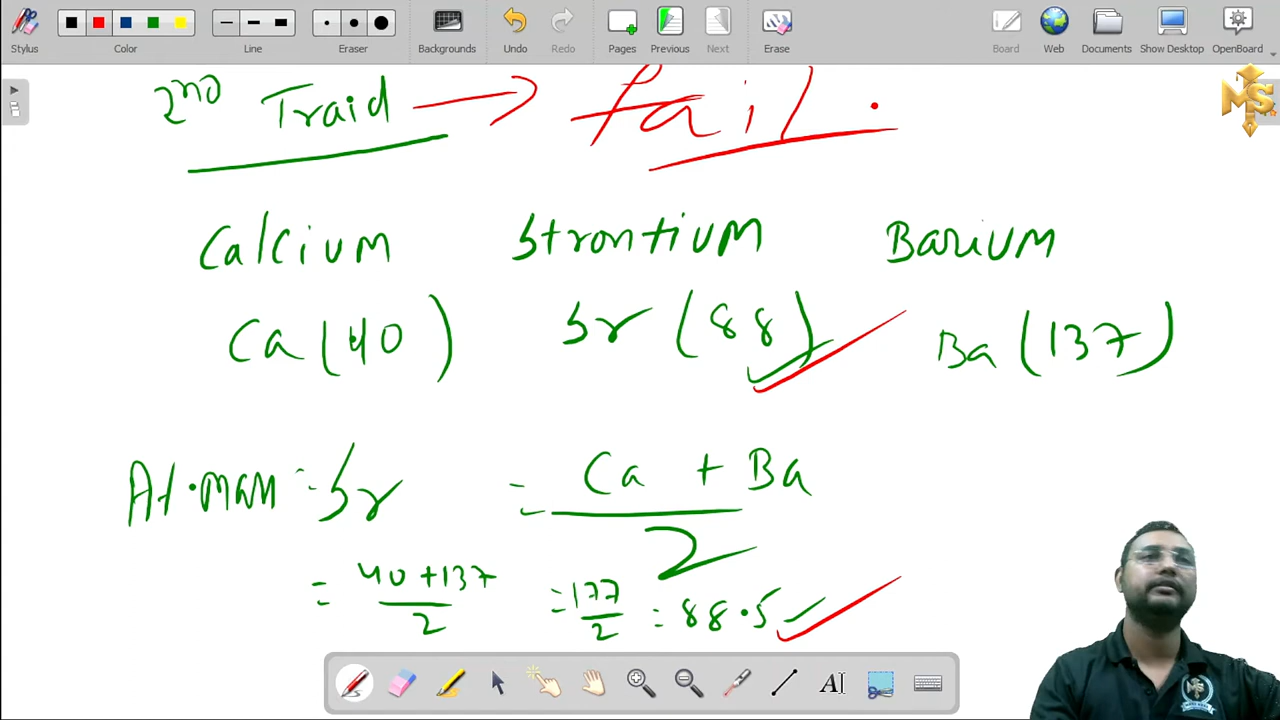 Stylus Color Line Eraser Backgrounds Undo Redo Pages Previous Next Erase Board Web Documents Show Desktop OpenBoard
MS
2nd Traid → fail.
Calcium Strontium Barium
Ca (40) Sr (88) Ba (137)
At. mass :- Sr = Ca + Ba
2
= 40 + 137 = 177 = 88.5
2 2